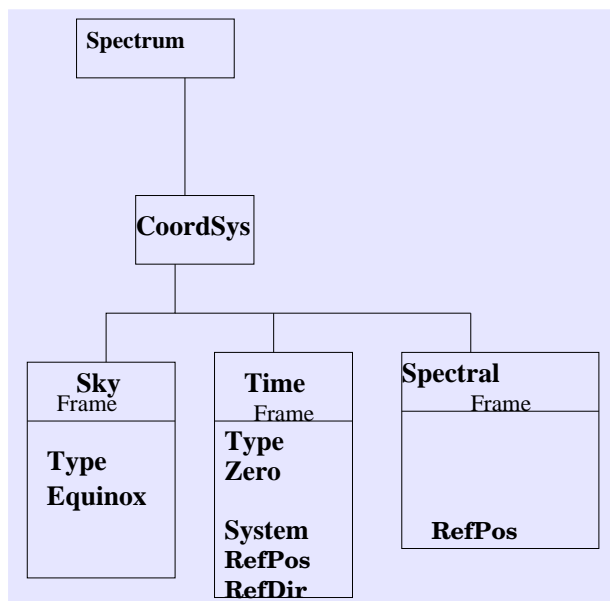 Spectrum
CoordSys
Sky
Frame
Type
Equinox
Time
Frame
Type
Zero
System
RefPos
RefDir
Spectral
Frame
RefPos